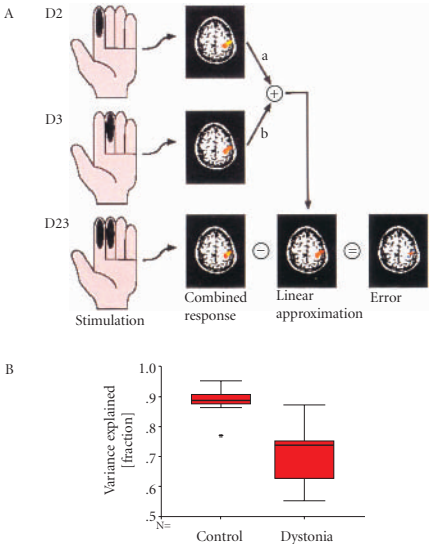 A
D2
a
+
D3
b
D23
−
=
Stimulation
Combined
response
Linear
approximation
Error
B
Variance explained
[fraction]
1.0
.9
.8
.7
.6
.5
N=
Control
Dystonia